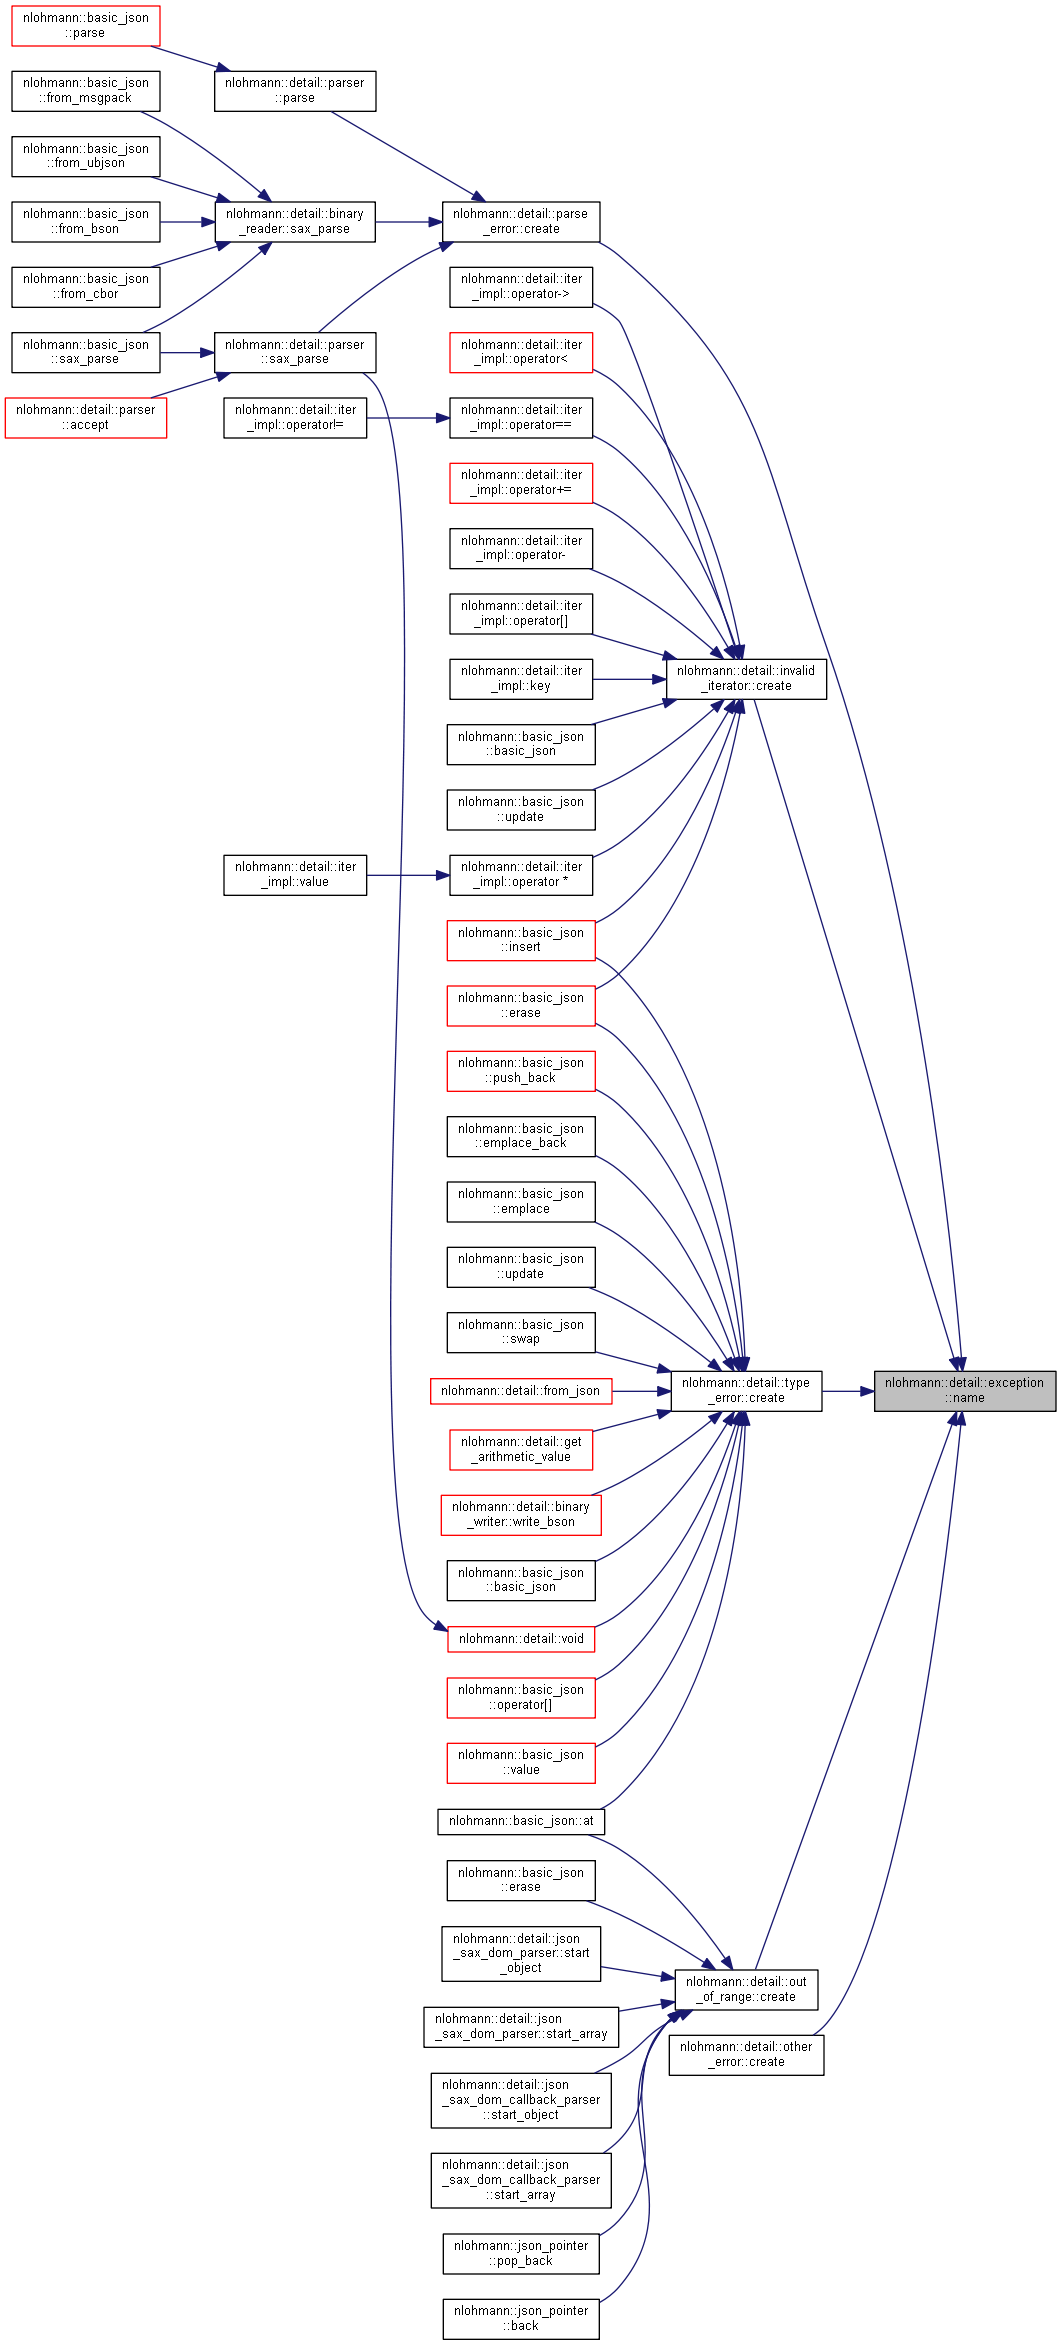 nlohmann::basic_json
::parse
nlohmann::basic_json
::from_msgpack
nlohmann::detail::parser
::parse
nlohmann::basic_json
::from_ubjson
nlohmann::basic_json
::from_bson
nlohmann::detail::binary
_reader::sax_parse
nlohmann::detail::parse
_error::create
nlohmann::basic_json
::from_cbor
nlohmann::detail::iter
_impl::operator->
nlohmann::basic_json
::sax_parse
nlohmann::detail::parser
::sax_parse
nlohmann::detail::iter
_impl::operator<
nlohmann::detail::parser
::accept
nlohmann::detail::iter
_impl::operator!=
nlohmann::detail::iter
_impl::operator==
nlohmann::detail::iter
_impl::operator+=
nlohmann::detail::iter
_impl::operator-
nlohmann::detail::iter
_impl::operator[]
nlohmann::detail::iter
_impl::key
nlohmann::detail::invalid
_iterator::create
nlohmann::basic_json
::basic_json
nlohmann::basic_json
::update
nlohmann::detail::iter
_impl::value
nlohmann::detail::iter
_impl::operator *
nlohmann::basic_json
::insert
nlohmann::basic_json
::erase
nlohmann::basic_json
::push_back
nlohmann::basic_json
::emplace_back
nlohmann::basic_json
::emplace
nlohmann::basic_json
::update
nlohmann::basic_json
::swap
nlohmann::detail::from_json
nlohmann::detail::type
_error::create
nlohmann::detail::exception
::name
nlohmann::detail::get
_arithmetic_value
nlohmann::detail::binary
_writer::write_bson
nlohmann::basic_json
::basic_json
nlohmann::detail::void
nlohmann::basic_json
::operator[]
nlohmann::basic_json
::value
nlohmann::basic_json::at
nlohmann::basic_json
::erase
nlohmann::detail::json
_sax_dom_parser::start
_object
nlohmann::detail::out
_of_range::create
nlohmann::detail::json
_sax_dom_parser::start_array
nlohmann::detail::other
_error::create
nlohmann::detail::json
_sax_dom_callback_parser
::start_object
nlohmann::detail::json
_sax_dom_callback_parser
::start_array
nlohmann::json_pointer
::pop_back
nlohmann::json_pointer
::back